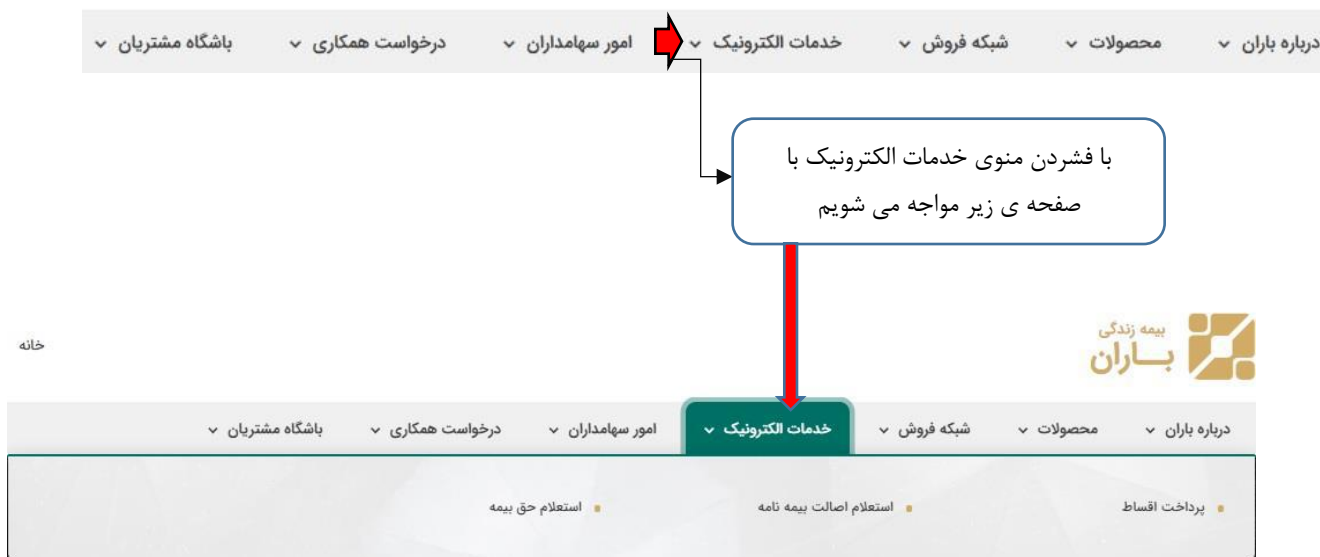 درباره باران محصولات شبکه فروش خدمات الکترونیک امور سهامداران درخواست همکاری باشگاه مشتریان
با فشردن منوی خدمات الکترونیک با
صفحه ی زیر مواجه می شویم
بیمه زندگی
بــاران
خانه
درباره باران محصولات شبکه فروش خدمات الکترونیک امور سهامداران درخواست همکاری باشگاه مشتریان
پرداخت اقساط استعلام اصالت بیمه نامه استعلام حق بیمه